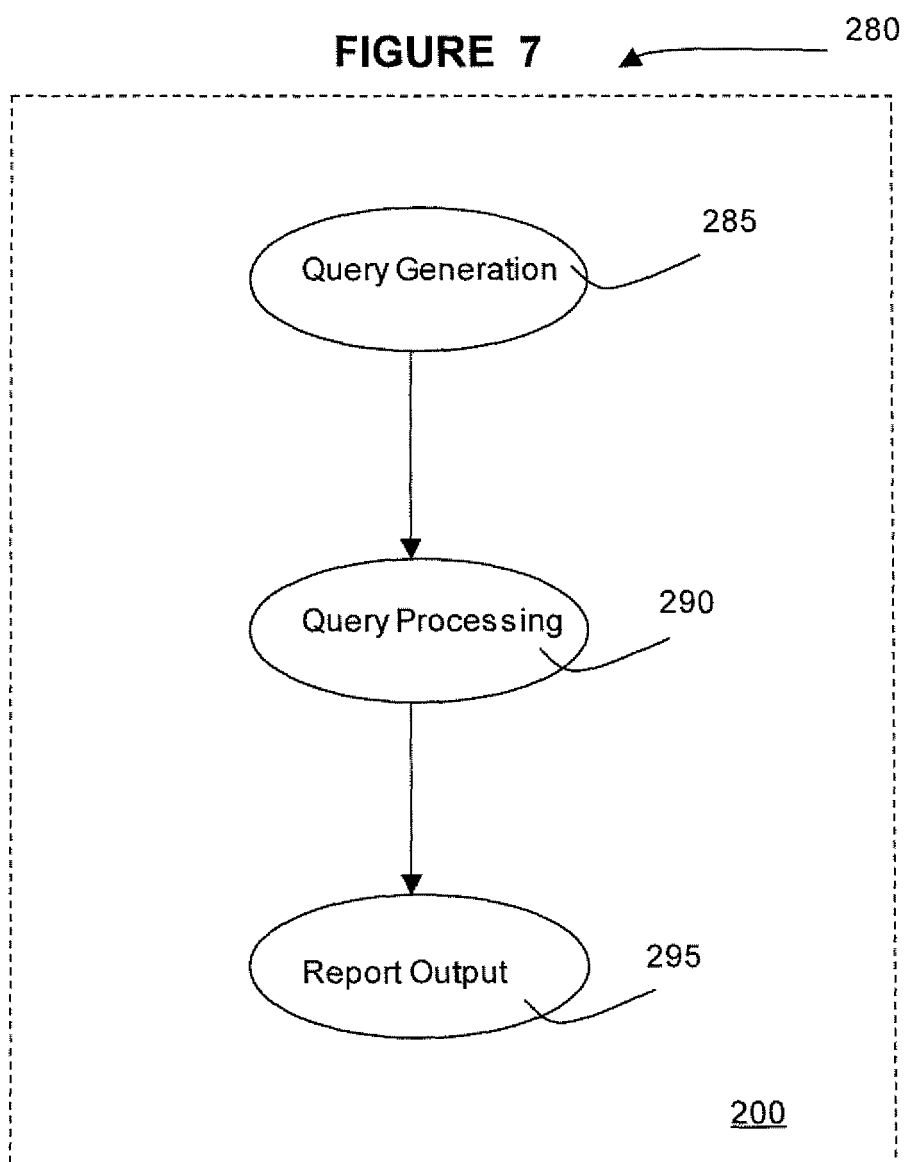 FIGURE 7
280
285
Query Generation
290
Query Processing
295
Report Output
200